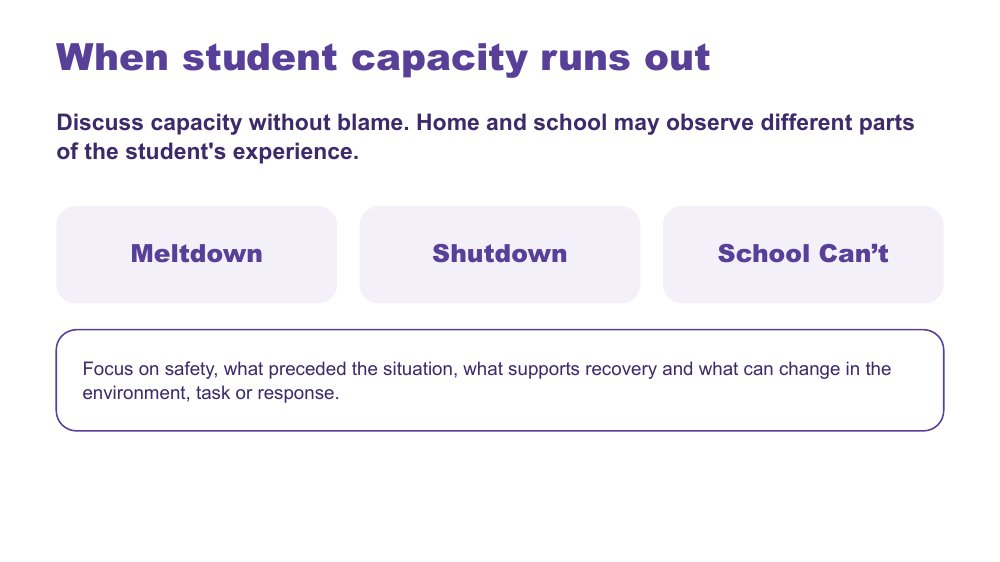 When student capacity runs out
Discuss capacity without blame. Home and school may observe different parts
of the student's experience.
Meltdown
Shutdown
School Can’t
Focus on safety, what preceded the situation, what supports recovery and what can change in the
environment, task or response.